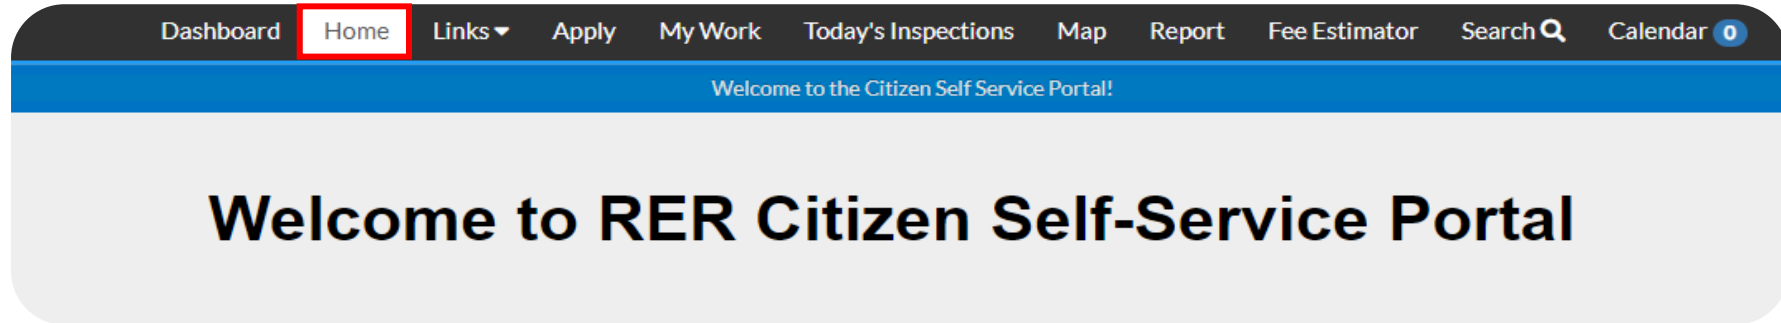 Dashboard Home Links Apply My Work Today's Inspections Map Report Fee Estimator Search Calendar 0
Welcome to the Citizen Self Service Portal!
Welcome to RER Citizen Self-Service Portal